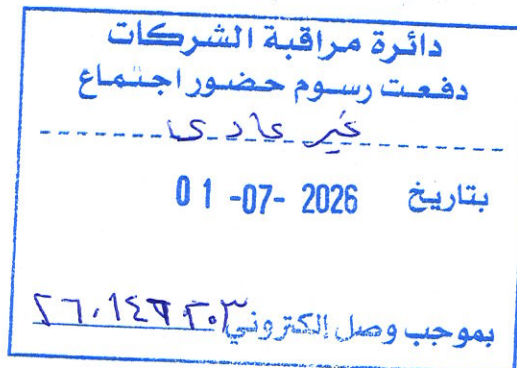 دائرة مراقبة الشركات
دفعت رسوم حضور اجتماع
غير عادي
بتاريخ 01-07-2026
بموجب وصل الكتروني